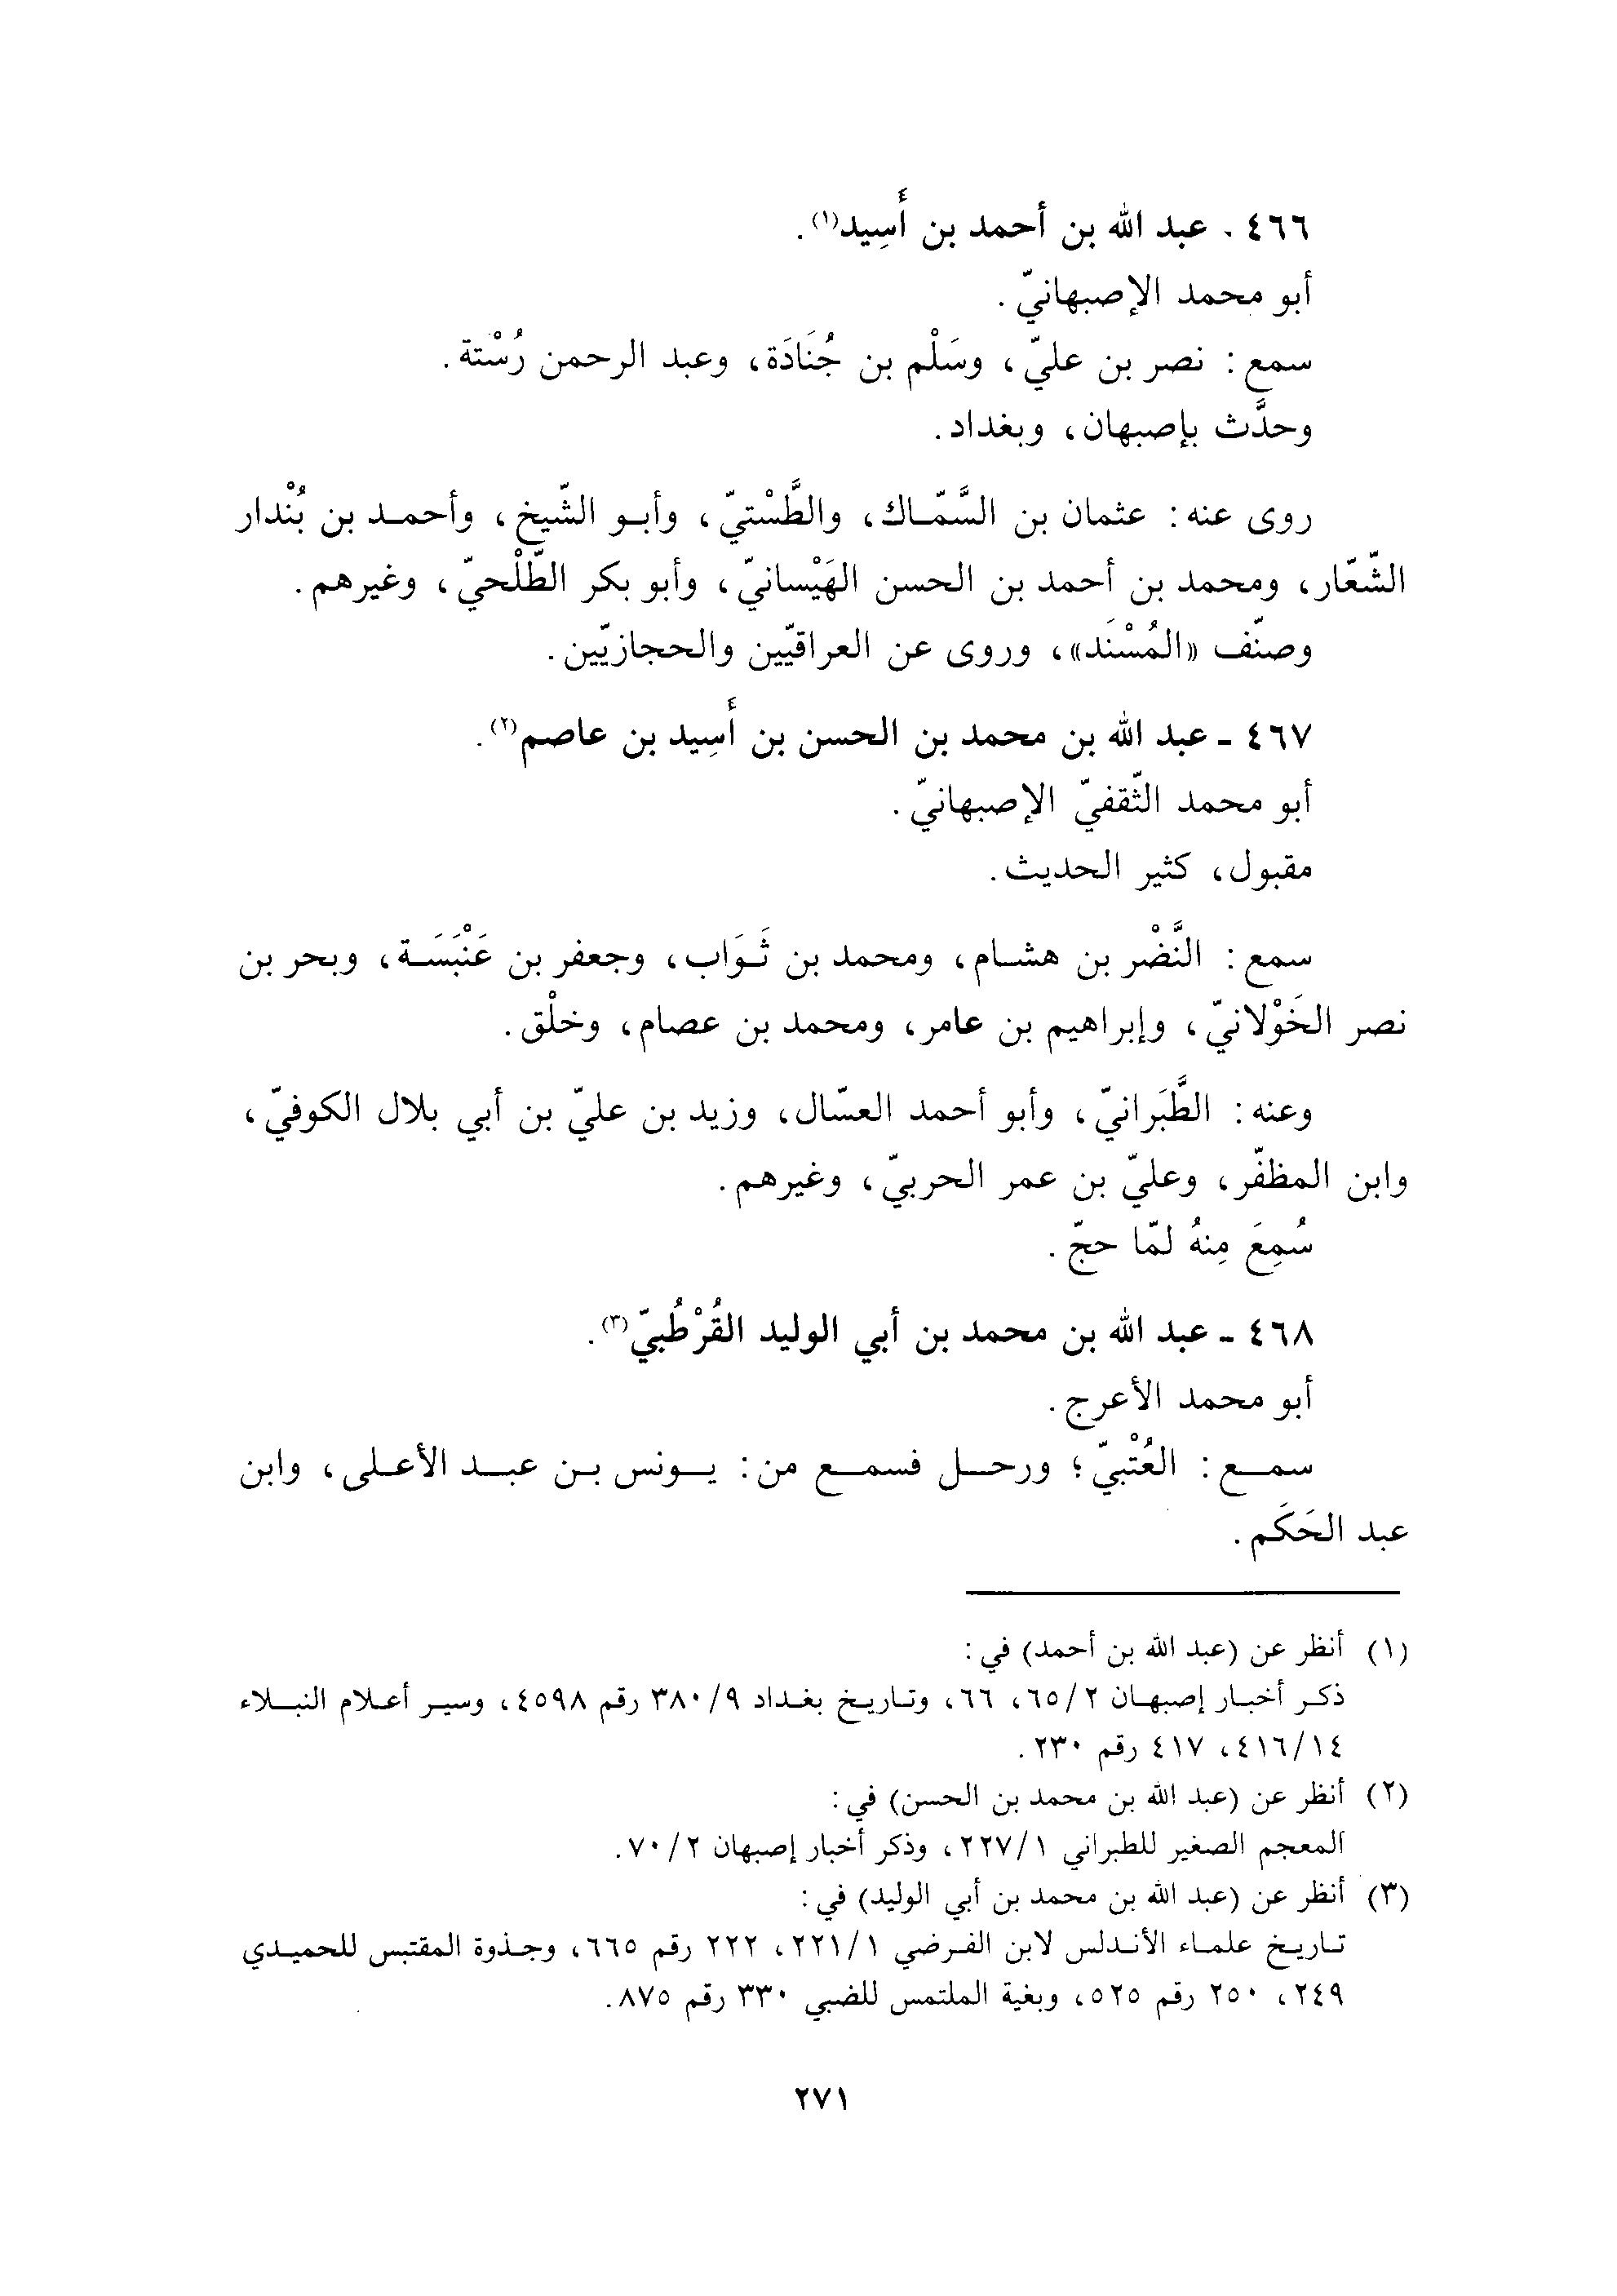 ٤٦٦ . عبد الله بن أحمد بن أَسِيد(١).
أبو محمد الإصبهانيّ.
سمع: نصر بن عليّ، وسَلْم بن جُنَادَة، وعبد الرحمن رُسْتة.
وحدَّث بإصبهان، وبغداد.
روى عنه: عثمان بن السَّمّاك، والطَّسْتيّ، وأبو الشّيخ، وأحمد بن بُنْدار
الشّعّار، ومحمد بن أحمد بن الحسن الهَيْسانيّ، وأبو بكر الطّلْحيّ، وغيرهم.
وصنّف «المُسْنَد»، وروى عن العراقيّين والحجازيّين.
٤٦٧ ـ عبد الله بن محمد بن الحسن بن أَسِيد بن عاصم(٢).
أبو محمد الثّقفيّ الإصبهانيّ.
مقبول، كثير الحديث.
سمع: النَّضْر بن هشام، ومحمد بن ثَوَاب، وجعفر بن عَنْبَسَة، وبحر بن
نصر الخَوْلانيّ، وإبراهيم بن عامر، ومحمد بن عصام، وخلْق.
وعنه: الطَّبَرانيّ، وأبو أحمد العسّال، وزيد بن عليّ بن أبي بلال الكوفيّ،
وابن المظفّر، وعليّ بن عمر الحربيّ، وغيرهم.
سُمِعَ مِنهُ لمّا حجّ.
٤٦٨ ـ عبد الله بن محمد بن أبي الوليد القُرْطُبيّ(٣).
أبو محمد الأعرج.
سمع: العُتْبيّ؛ ورحل فسمع من: يونس بن عبد الأعلى، وابن
عبد الحَكَم.
(١) أنظر عن (عبد الله بن أحمد) في:
ذكر أخبار إصبهان ٢/٦٥، ٦٦، وتاريخ بغداد ٩/٣٨٠ رقم ٤٥٩٨، وسير أعلام النبلاء
١٤/٤١٦، ٤١٧ رقم ٢٣٠.
(٢) أنظر عن (عبد الله بن محمد بن الحسن) في:
المعجم الصغير للطبراني ١/٢٢٧، وذكر أخبار إصبهان ٢/٧٠.
(٣) أنظر عن (عبد الله بن محمد بن أبي الوليد) في:
تاريخ علماء الأندلس لابن الفرضي ١/٢٢١، ٢٢٢ رقم ٦٦٥، وجذوة المقتبس للحميدي
٢٤٩، ٢٥٠ رقم ٥٢٥، وبغية الملتمس للضبي ٣٣٠ رقم ٨٧٥.
٢٧١